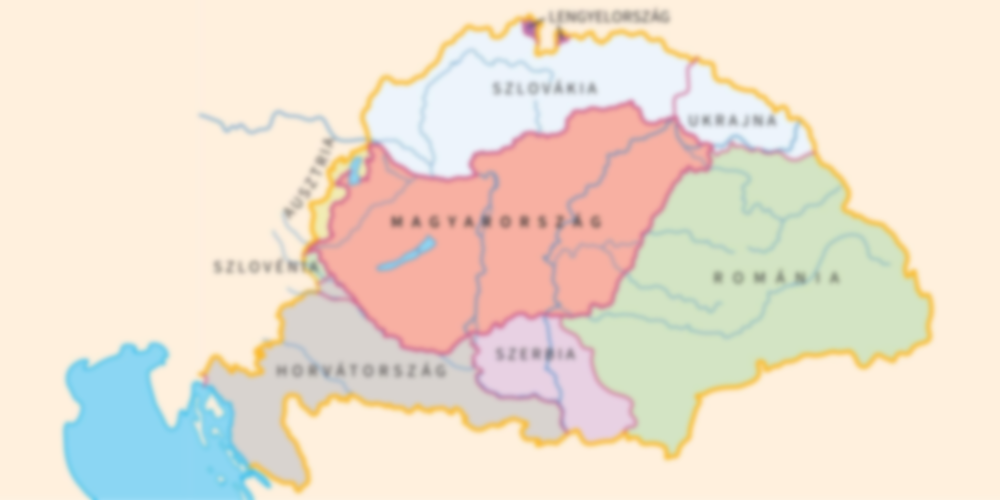 LENGYELORSZÁG
SZLOVÁKIA
UKRAJNA
AUSZTRIA
MAGYARORSZÁG
SZLOVÉNIA
ROMÁNIA
SZERBIA
HORVÁTORSZÁG